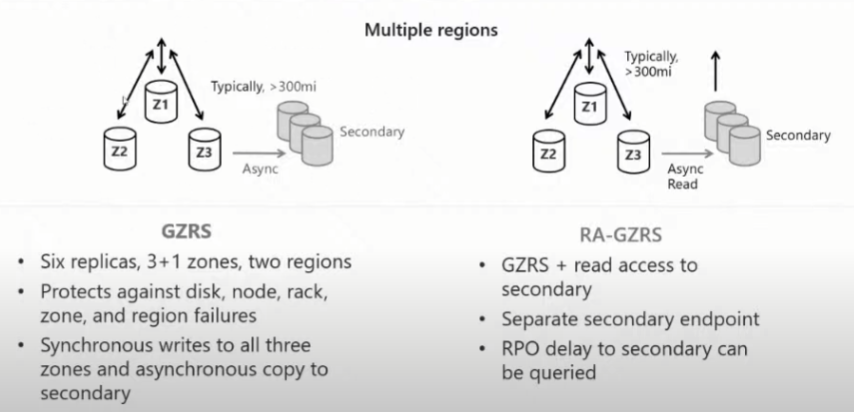 Multiple regions
Z1
Z2
Z3
Typically, >300mi
Secondary
Async
GZRS
• Six replicas, 3+1 zones, two regions
• Protects against disk, node, rack,
zone, and region failures
• Synchronous writes to all three
zones and asynchronous copy to
secondary
Typically,
>300mi
Z1
Z2
Z3
Secondary
Async
Read
RA-GZRS
• GZRS + read access to
secondary
• Separate secondary endpoint
• RPO delay to secondary can
be queried